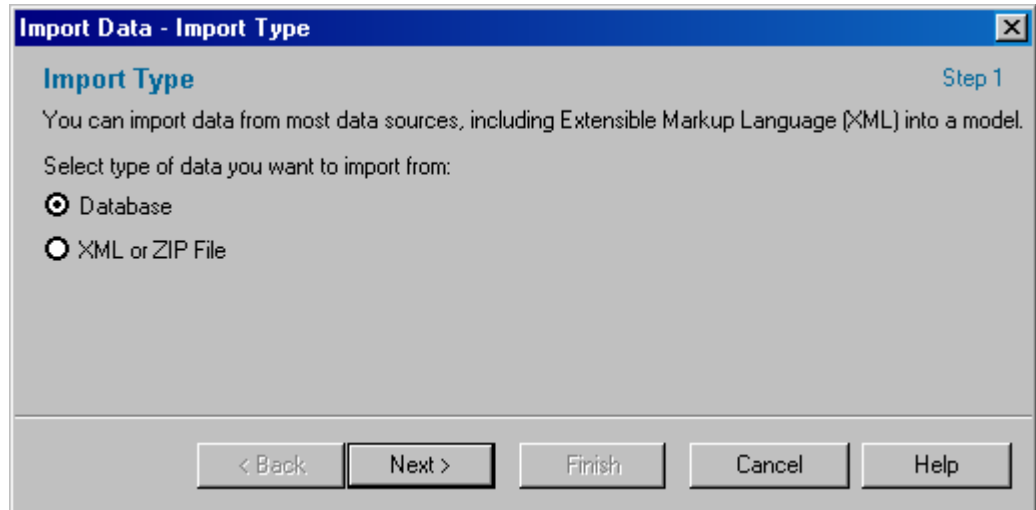 Import Data - Import Type
Import Type
Step 1
You can import data from most data sources, including Extensible Markup Language (XML) into a model.
Select type of data you want to import from:
Database
XML or ZIP File
< Back
Next >
Finish
Cancel
Help